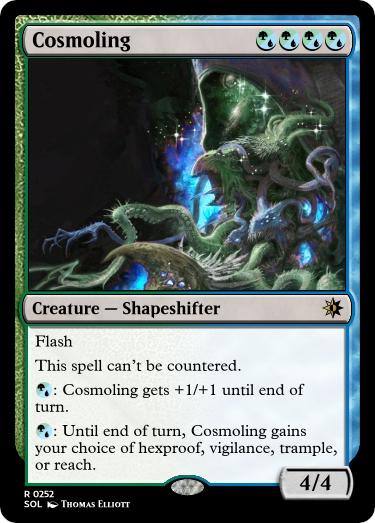 Cosmoling
Creature — Shapeshifter
Flash
This spell can't be countered.
: Cosmoling gets +1/+1 until end of
turn.
: Until end of turn, Cosmoling gains
your choice of hexproof, vigilance, trample,
or reach.
4/4
R 0252
SOL Thomas Elliott